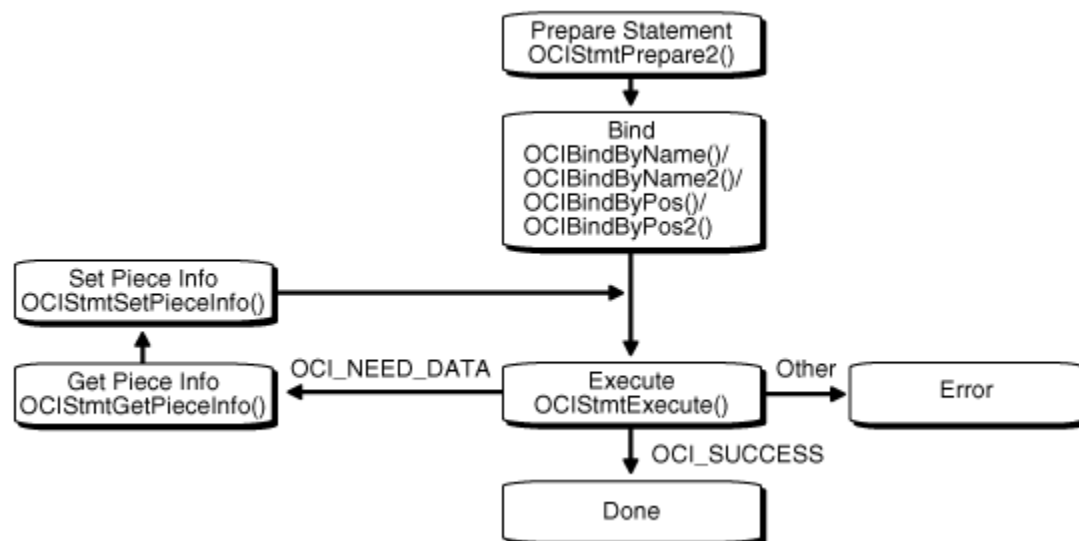 Prepare Statement
OCIStmtPrepare2()
Bind
OCIBindByName()/
OCIBindByName2()/
OCIBindByPos()/
OCIBindByPos2()
Set Piece Info
OCIStmtSetPieceInfo()
OCI_NEED_DATA
Get Piece Info
OCIStmtGetPieceInfo()
Execute
OCIStmtExecute()
Other
Error
OCI_SUCCESS
Done